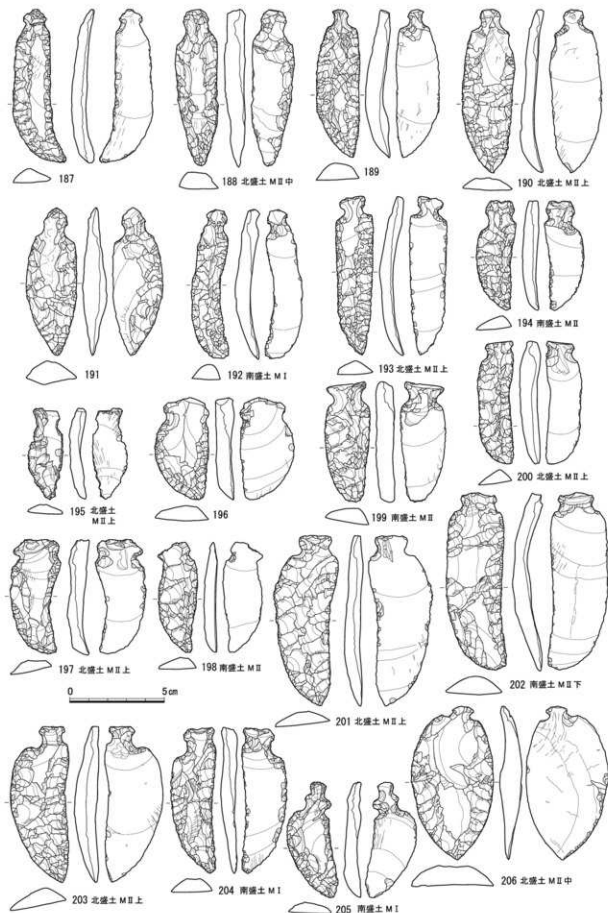 187
188 北盛土 MⅡ中
189
190 北盛土 MⅡ上
191
192 南盛土 MⅠ
193 北盛土 MⅡ上
194 南盛土 MⅡ
195 北盛土
MⅡ上
196
199 南盛土 MⅡ
200 北盛土 MⅡ上
197 北盛土 MⅡ上
198 南盛土 MⅡ
0 5㎝
201 北盛土 MⅡ上
202 南盛土 MⅡ下
203 北盛土 MⅡ上
204 南盛土 MⅠ
205 南盛土 MⅠ
206 北盛土 MⅡ中